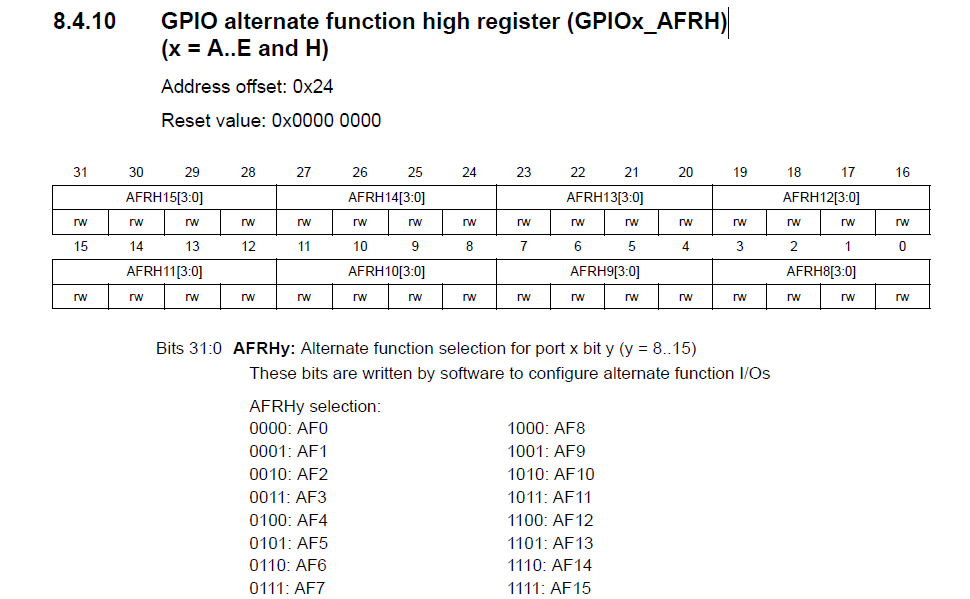 8.4.10 GPIO alternate function high register (GPIOx_AFRH)
(x = A..E and H)
Address offset: 0x24
Reset value: 0x0000 0000
31 30 29 28 27 26 25 24 23 22 21 20 19 18 17 16
AFRH15[3:0] AFRH14[3:0] AFRH13[3:0] AFRH12[3:0]
rw rw rw rw rw rw rw rw rw rw rw rw rw rw rw rw
15 14 13 12 11 10 9 8 7 6 5 4 3 2 1 0
AFRH11[3:0] AFRH10[3:0] AFRH9[3:0] AFRH8[3:0]
rw rw rw rw rw rw rw rw rw rw rw rw rw rw rw rw
Bits 31:0 AFRHy: Alternate function selection for port x bit y (y = 8..15)
These bits are written by software to configure alternate function I/Os
AFRHy selection:
0000: AF0 1000: AF8
0001: AF1 1001: AF9
0010: AF2 1010: AF10
0011: AF3 1011: AF11
0100: AF4 1100: AF12
0101: AF5 1101: AF13
0110: AF6 1110: AF14
0111: AF7 1111: AF15